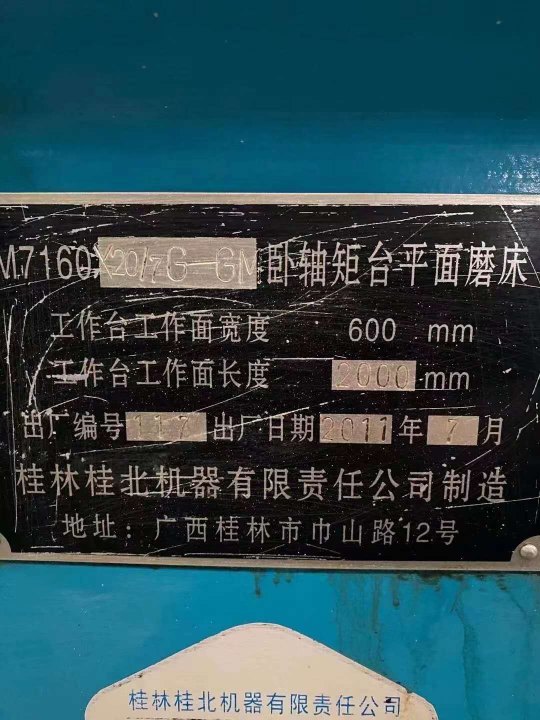 M7160X20/7G-GM 卧轴矩台平面磨床
工作台工作面宽度 600 mm
工作台工作面长度 2000 mm
出厂编号 117 出厂日期 2011 年 7 月
桂林桂北机器有限责任公司制造
地址：广西桂林市巾山路12号
桂林桂北机器有限责任公司